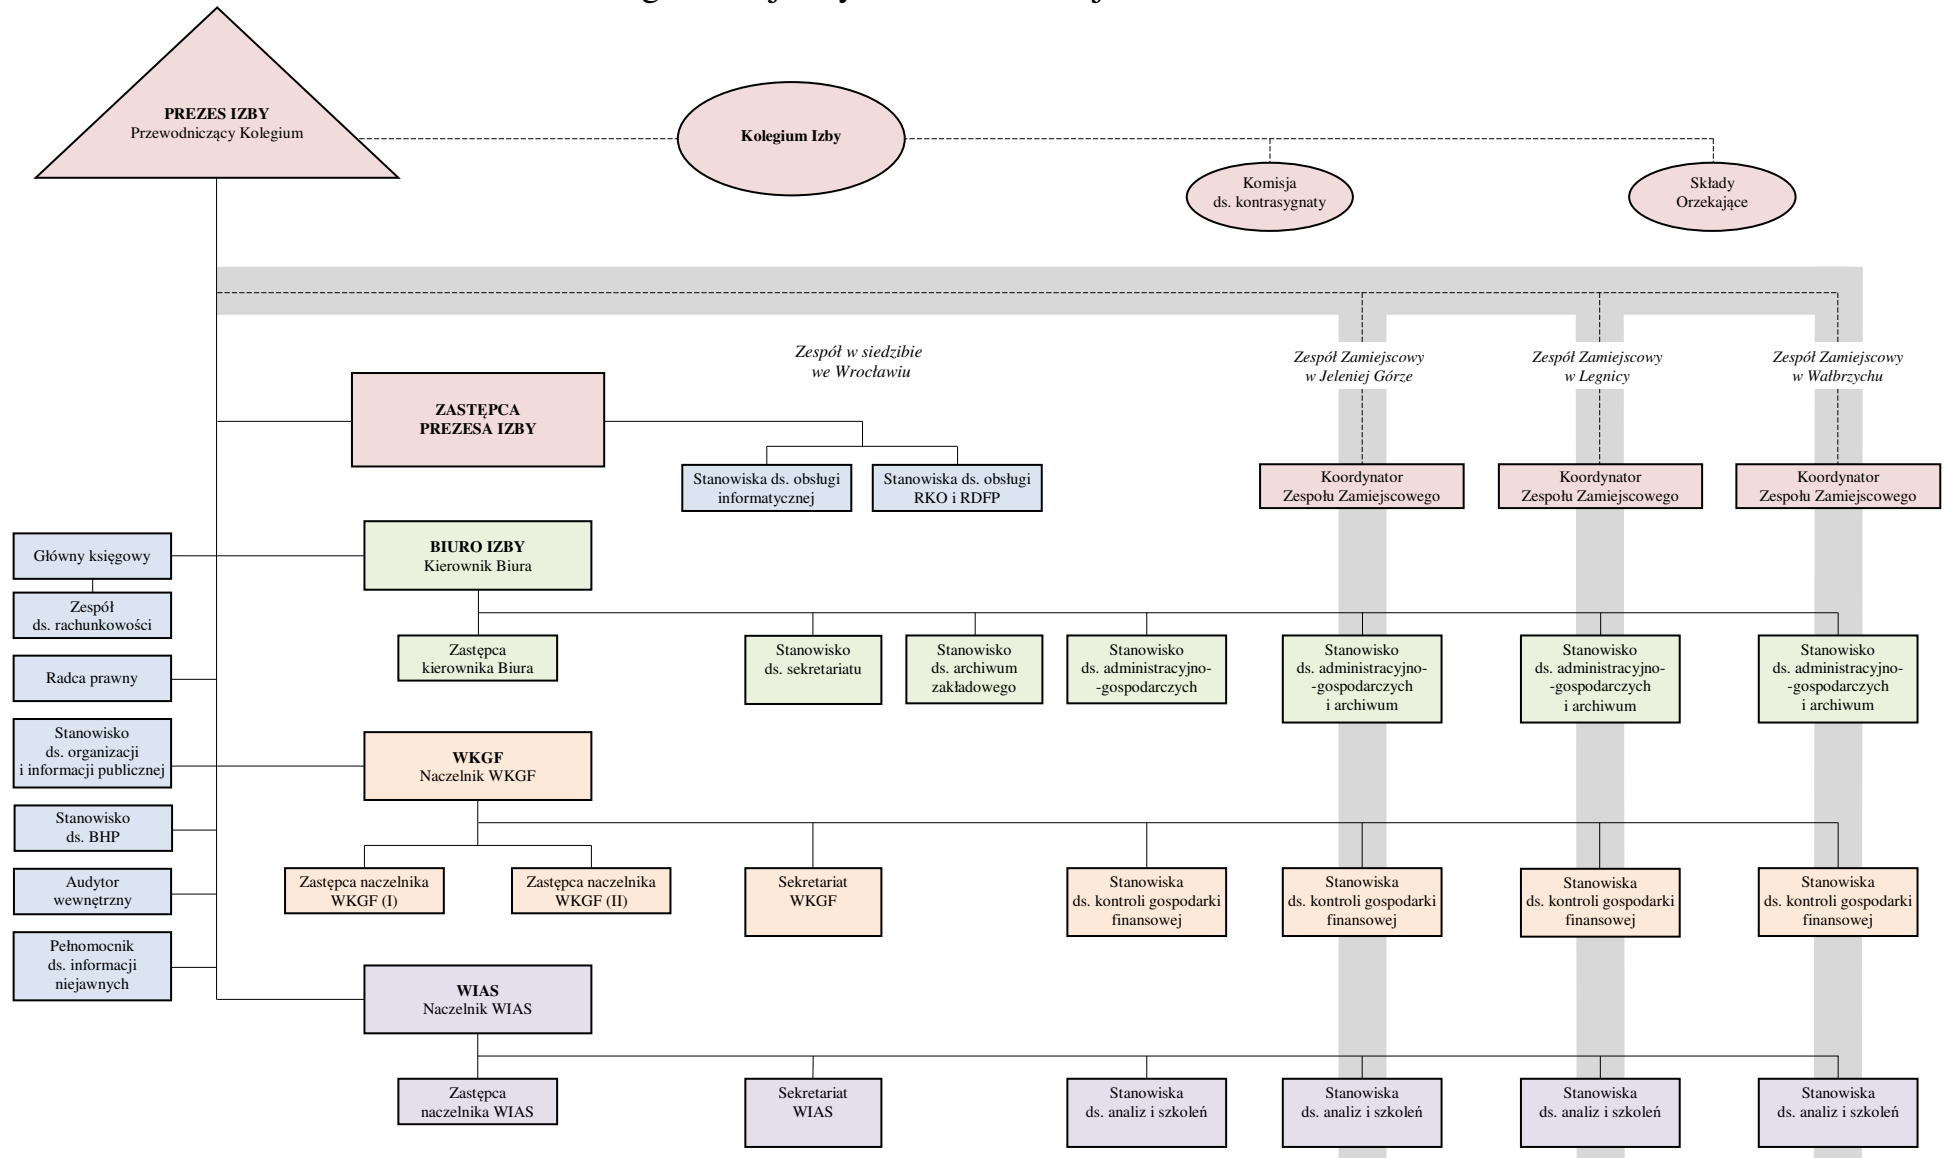 PREZES IZBY
Przewodniczący Kolegium
Kolegium Izby
Komisja
ds. kontrasygnaty
Składy
Orzekające
Zespół w siedzibie
we Wrocławiu
Zespół Zamiejscowy
w Jeleniej Górze
Zespół Zamiejscowy
w Legnicy
Zespół Zamiejscowy
w Wałbrzychu
ZASTĘPCA
PREZESA IZBY
Stanowiska ds. obsługi
informatycznej
Stanowiska ds. obsługi
RKO i RDFP
Koordynator
Zespołu Zamiejscowego
Koordynator
Zespołu Zamiejscowego
Koordynator
Zespołu Zamiejscowego
Główny księgowy
Zespół
ds. rachunkowości
Radca prawny
Stanowisko
ds. organizacji
i informacji publicznej
Stanowisko
ds. BHP
Audytor
wewnętrzny
Pełnomocnik
ds. informacji
niejawnych
BIURO IZBY
Kierownik Biura
Zastępca
kierownika Biura
Stanowisko
ds. sekretariatu
Stanowisko
ds. archiwum
zakładowego
Stanowisko
ds. administracyjno-
-gospodarczych
Stanowisko
ds. administracyjno-
-gospodarczych
i archiwum
Stanowisko
ds. administracyjno-
-gospodarczych
i archiwum
Stanowisko
ds. administracyjno-
-gospodarczych
i archiwum
WKGF
Naczelnik WKGF
Zastępca naczelnika
WKGF (I)
Zastępca naczelnika
WKGF (II)
Sekretariat
WKGF
Stanowiska
ds. kontroli gospodarki
finansowej
Stanowiska
ds. kontroli gospodarki
finansowej
Stanowiska
ds. kontroli gospodarki
finansowej
Stanowiska
ds. kontroli gospodarki
finansowej
WIAS
Naczelnik WIAS
Zastępca
naczelnika WIAS
Sekretariat
WIAS
Stanowiska
ds. analiz i szkoleń
Stanowiska
ds. analiz i szkoleń
Stanowiska
ds. analiz i szkoleń
Stanowiska
ds. analiz i szkoleń